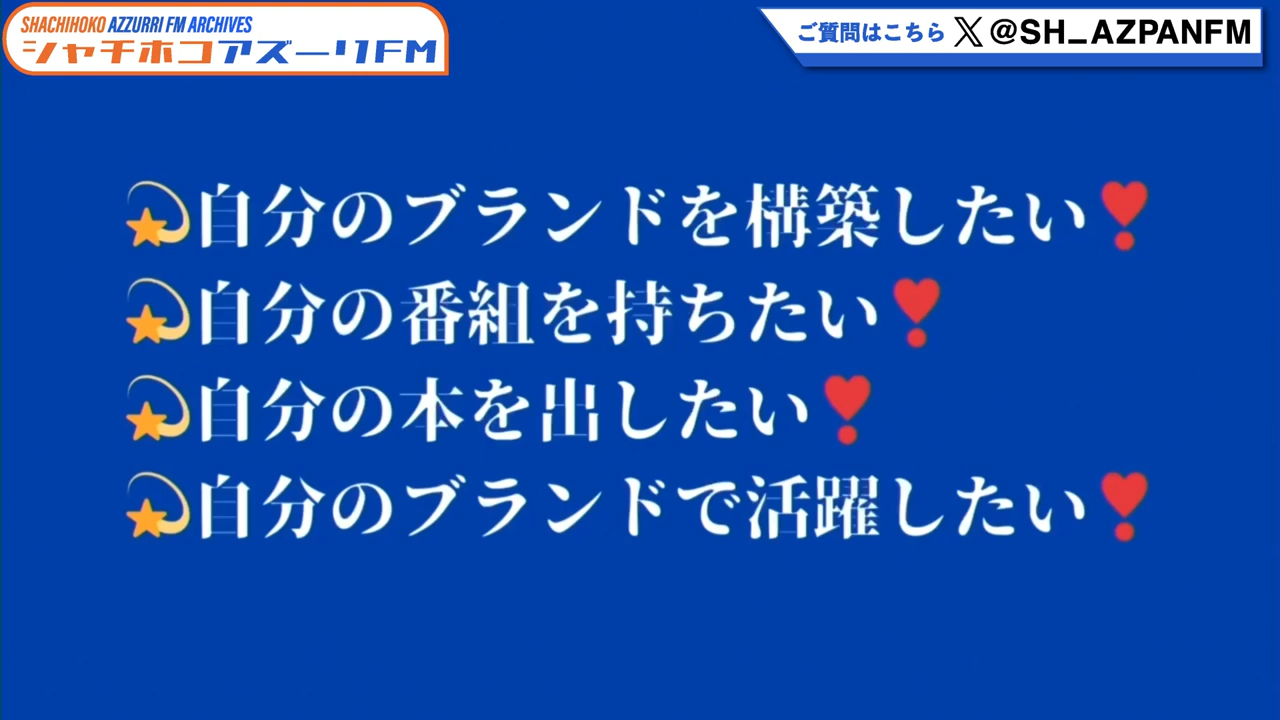 SHACHIHOKO AZZURRI FM ARCHIVES
シャチホコアズーリFM
ご質問はこちら X @SH_AZPANFM
💫自分のブランドを構築したい❣️
💫自分の番組を持ちたい❣️
💫自分の本を出したい❣️
💫自分のブランドで活躍したい❣️